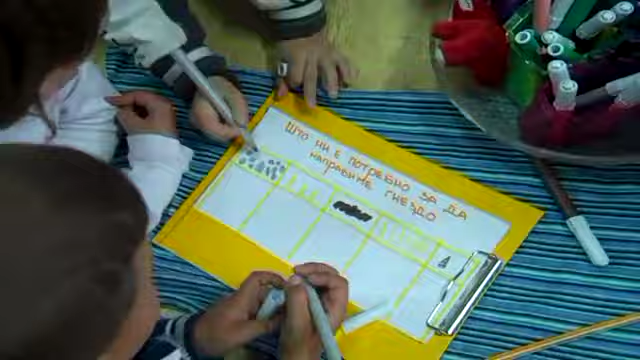 ШТО НИ Е ПОТРЕБНО ЗА ДА
НАПРАВИМЕ ГНЕЗДО